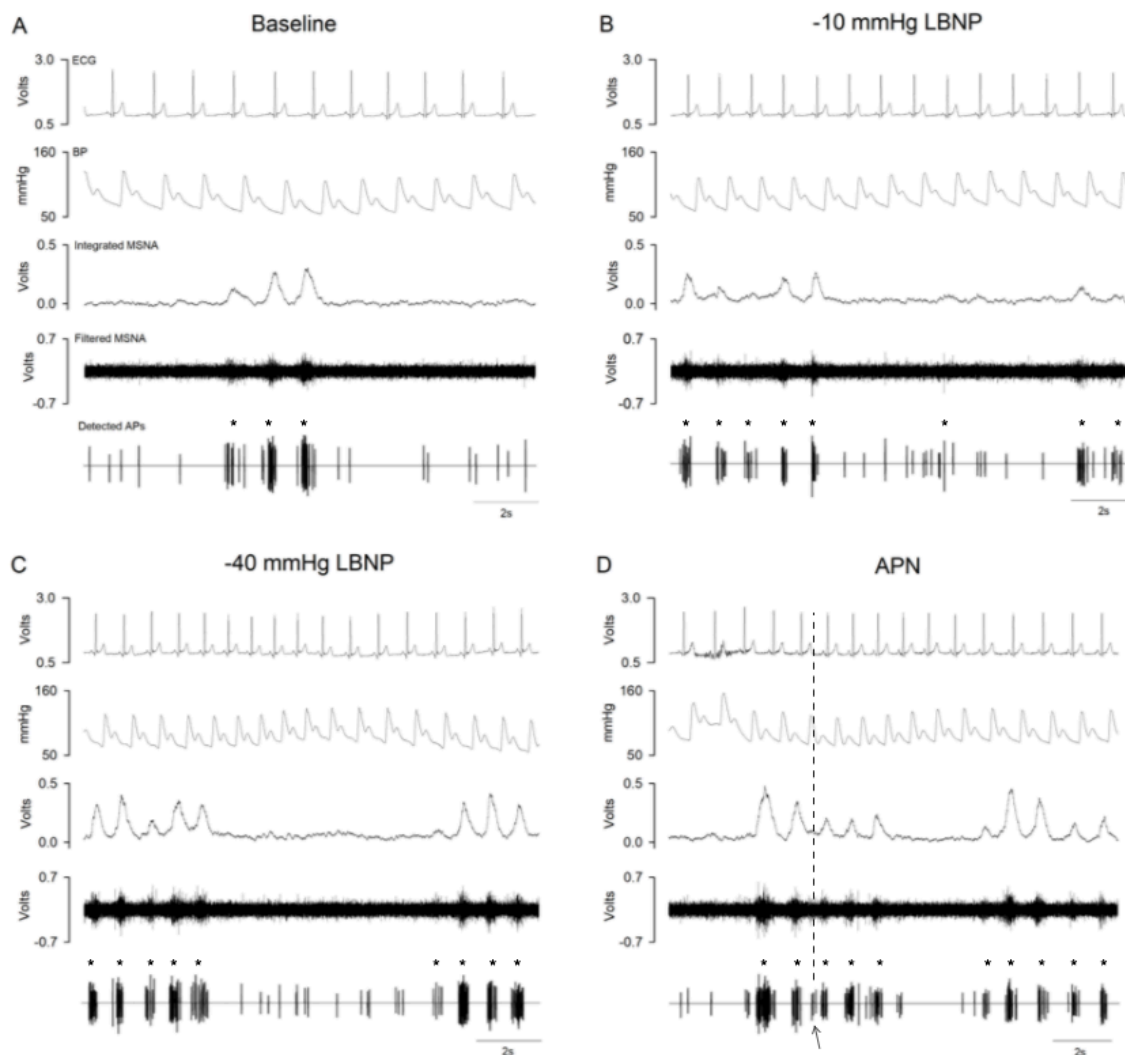 A
Baseline
ECG
3.0
Volts
0.5
BP
160
mmHg
50
Integrated MSNA
0.5
Volts
0.0
Filtered MSNA
0.7
Volts
-0.7
Detected APs
* * *
2s
B
-10 mmHg LBNP
3.0
Volts
0.5
160
mmHg
50
0.5
Volts
0.0
0.7
Volts
-0.7
* * * * * * * *
2s
C
-40 mmHg LBNP
3.0
Volts
0.5
160
mmHg
50
0.5
Volts
0.0
0.7
Volts
-0.7
* * * * * * * * *
2s
D
APN
3.0
Volts
0.5
160
mmHg
50
0.5
Volts
0.0
0.7
Volts
-0.7
* * * * * * * * * *
2s